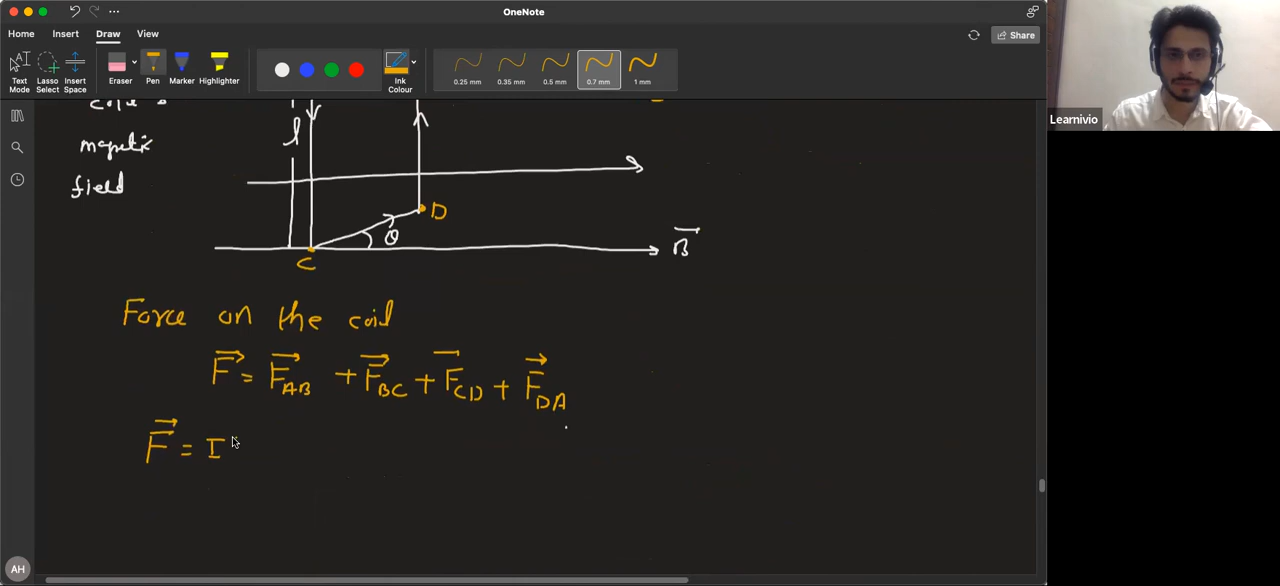 OneNote
Home Insert Draw View
Share
Text Mode
Lasso Select
Insert Space
Eraser
Pen
Marker
Highlighter
Ink Colour
0.25 mm
0.35 mm
0.5 mm
0.7 mm
1 mm
Learnivio
magnetic
field
l
D
θ
B
C
Force on the coil
F = F_AB + F_BC + F_CD + F_DA
F = I
AH